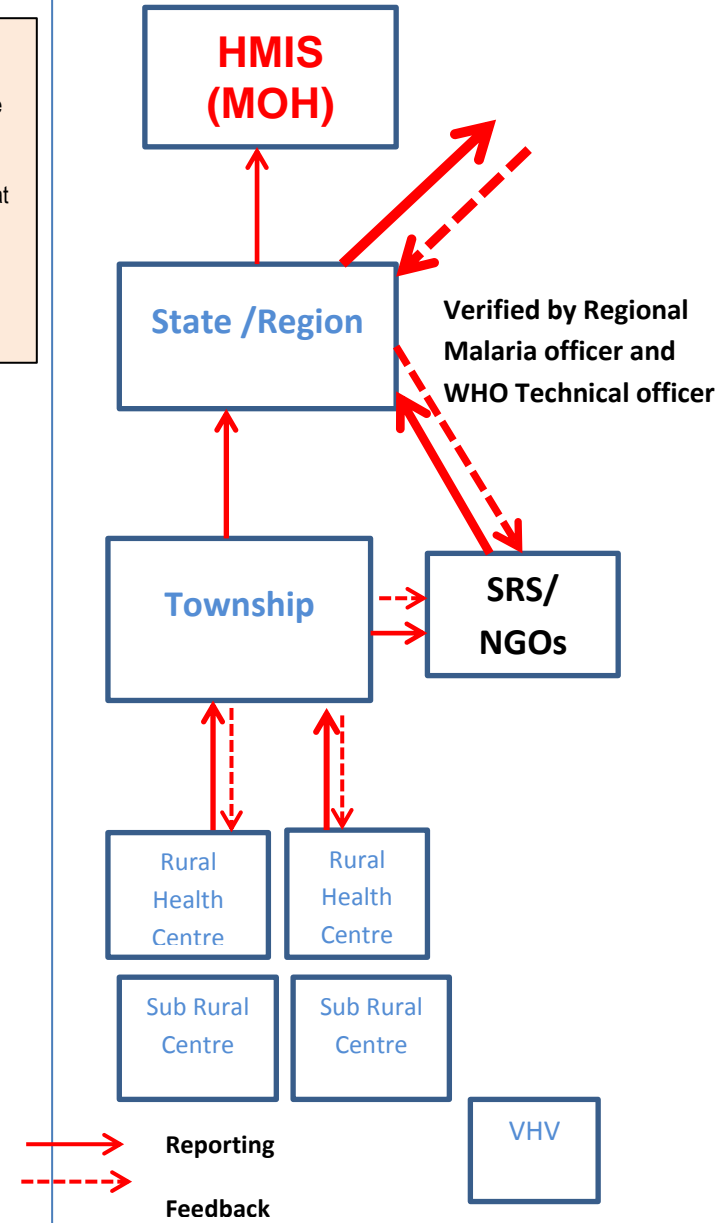 HMIS
(MOH)
State /Region
Verified by Regional
Malaria officer and
WHO Technical officer
Township
SRS/
NGOs
Rural
Health
Centre
Rural
Health
Centre
Sub Rural
Centre
Sub Rural
Centre
VHV
Reporting
Feedback